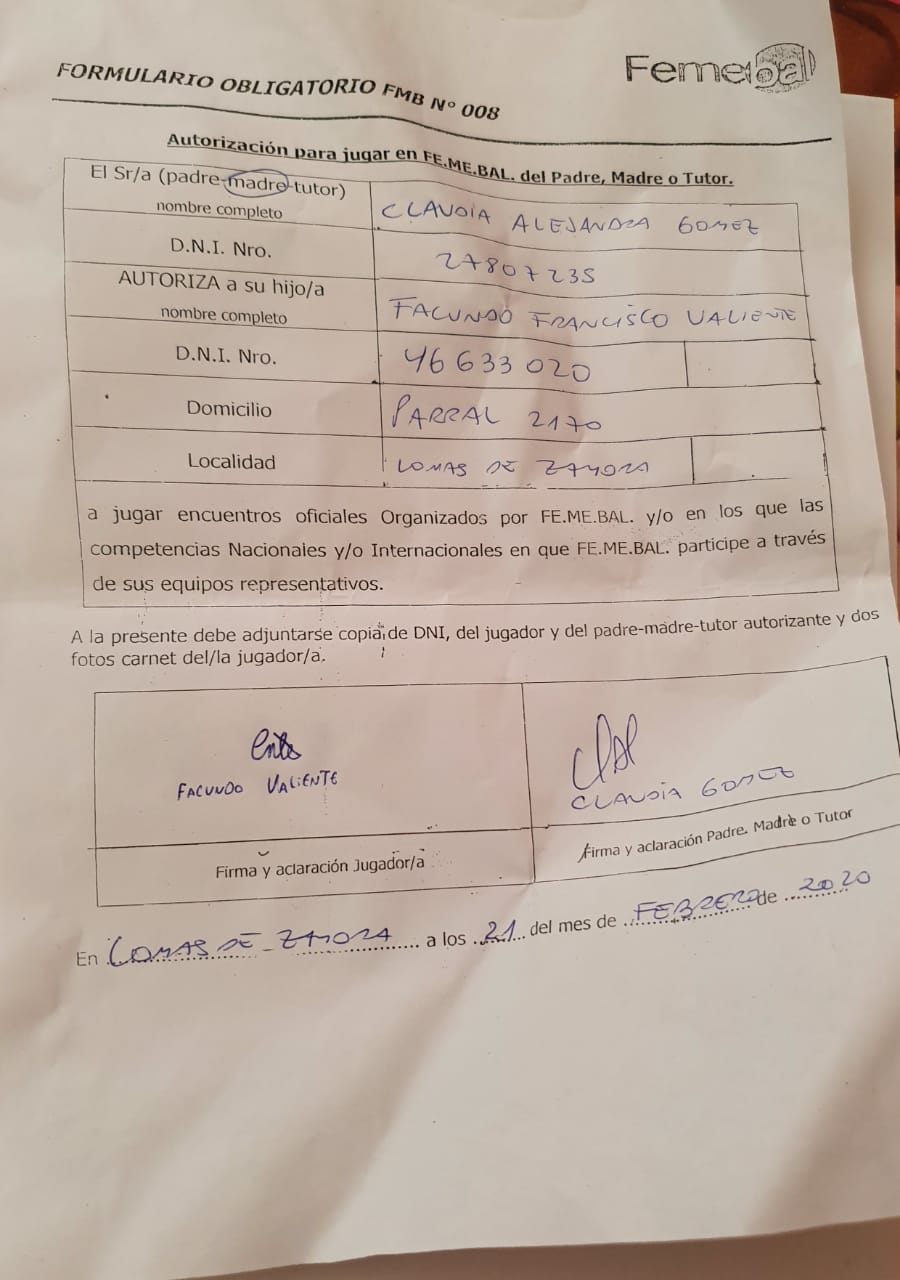 FORMULARIO OBLIGATORIO FMB N° 008
Femebal
Autorización para jugar en FE.ME.BAL. del Padre, Madre o Tutor.
El Sr/a (padre-madre-tutor)
nombre completo
CLAUDIA ALEJANDRA GOMEZ
D.N.I. Nro.
27807235
AUTORIZA a su hijo/a
nombre completo
FACUNDO FRANCISCO VALIENTE
D.N.I. Nro.
46 633 020
Domicilio
PARRAL 2170
Localidad
LOMAS DE ZAMORA
a jugar encuentros oficiales Organizados por FE.ME.BAL. y/o en los que las
competencias Nacionales y/o Internacionales en que FE.ME.BAL. participe a través
de sus equipos representativos.
A la presente debe adjuntarse copia de DNI, del jugador y del padre-madre-tutor autorizante y dos
fotos carnet del/la jugador/a.
FACUNDO VALIENTE
CLAUDIA GOMEZ
Firma y aclaración Jugador/a
Firma y aclaración Padre. Madre o Tutor
En LOMAS DE ZAMORA a los 21 del mes de FEBRERO de 2020